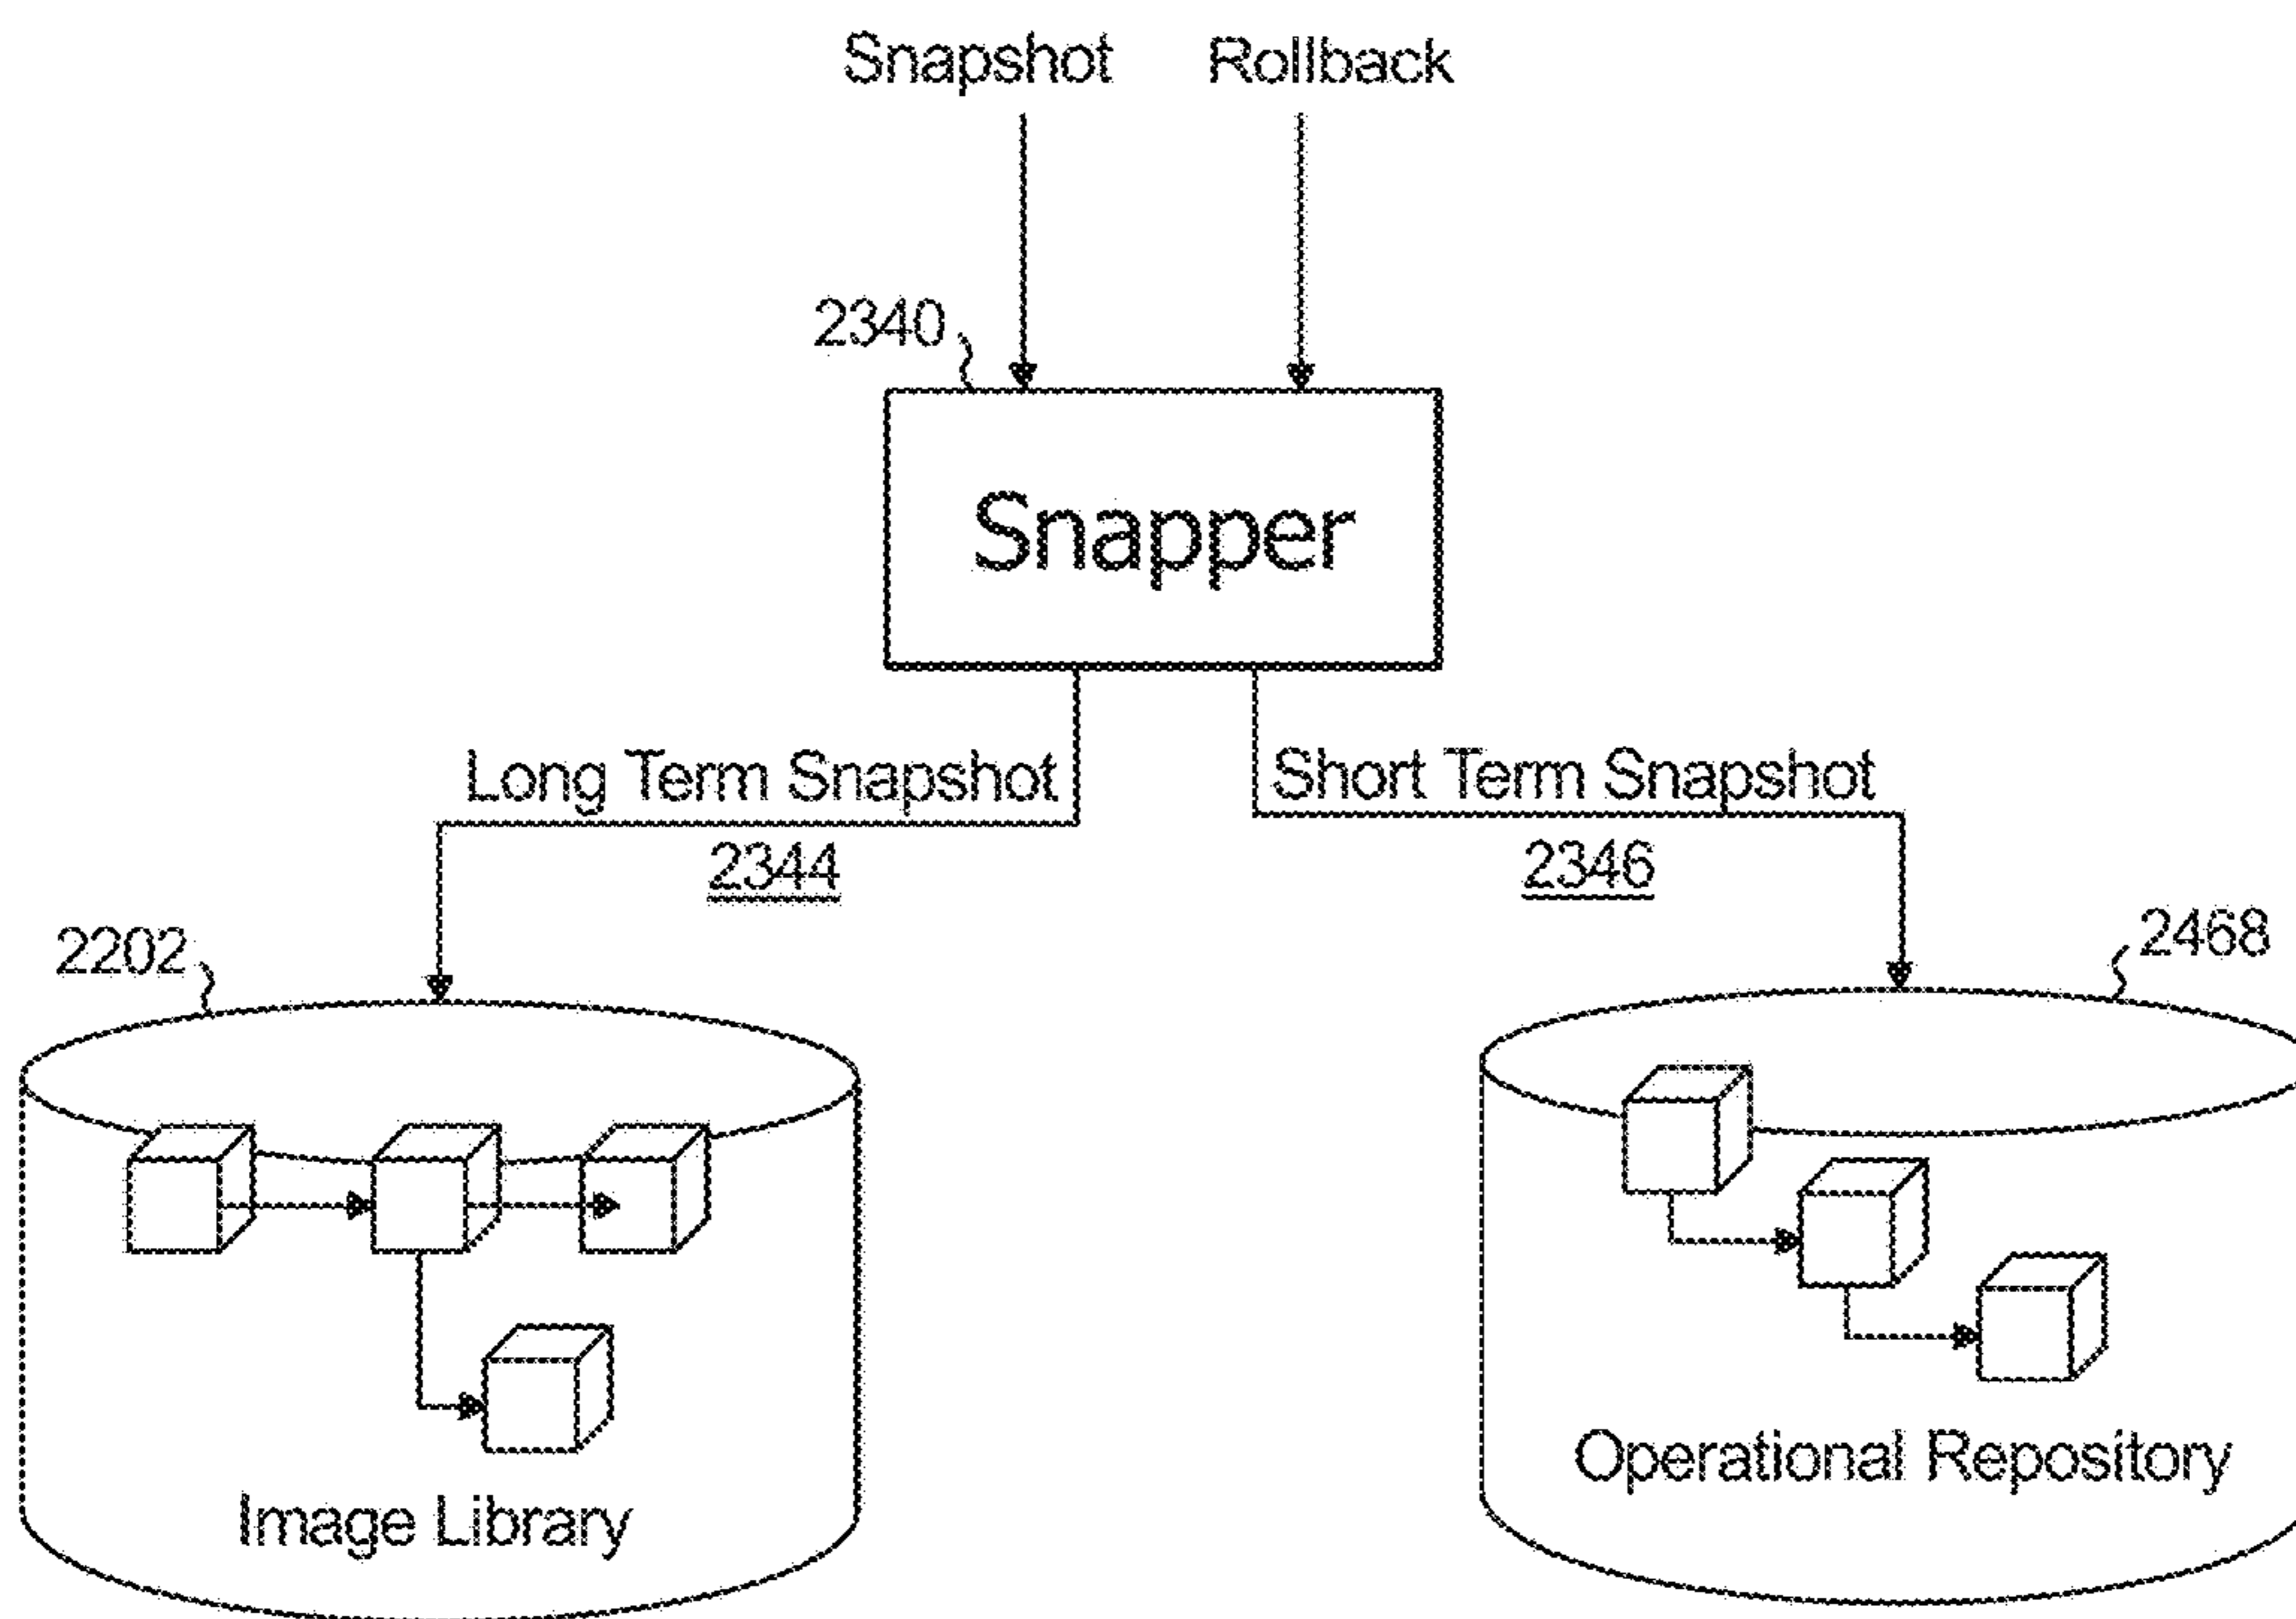 Snapshot Rollback
2340
Snapper
Long Term Snapshot Short Term Snapshot
2344 2346
2202 2468
Operational Repository
Image Library